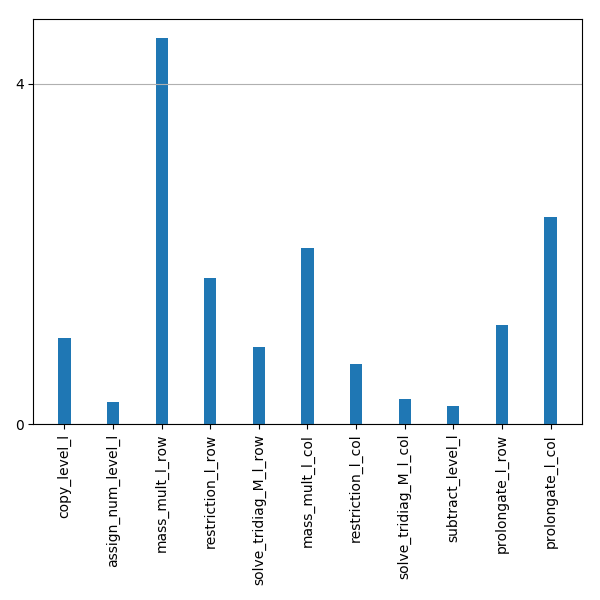 4
0
copy_level_l
assign_num_level_l
mass_mult_l_row
restriction_l_row
solve_tridiag_M_l_row
mass_mult_l_col
restriction_l_col
solve_tridiag_M_l_col
subtract_level_l
prolongate_l_row
prolongate_l_col